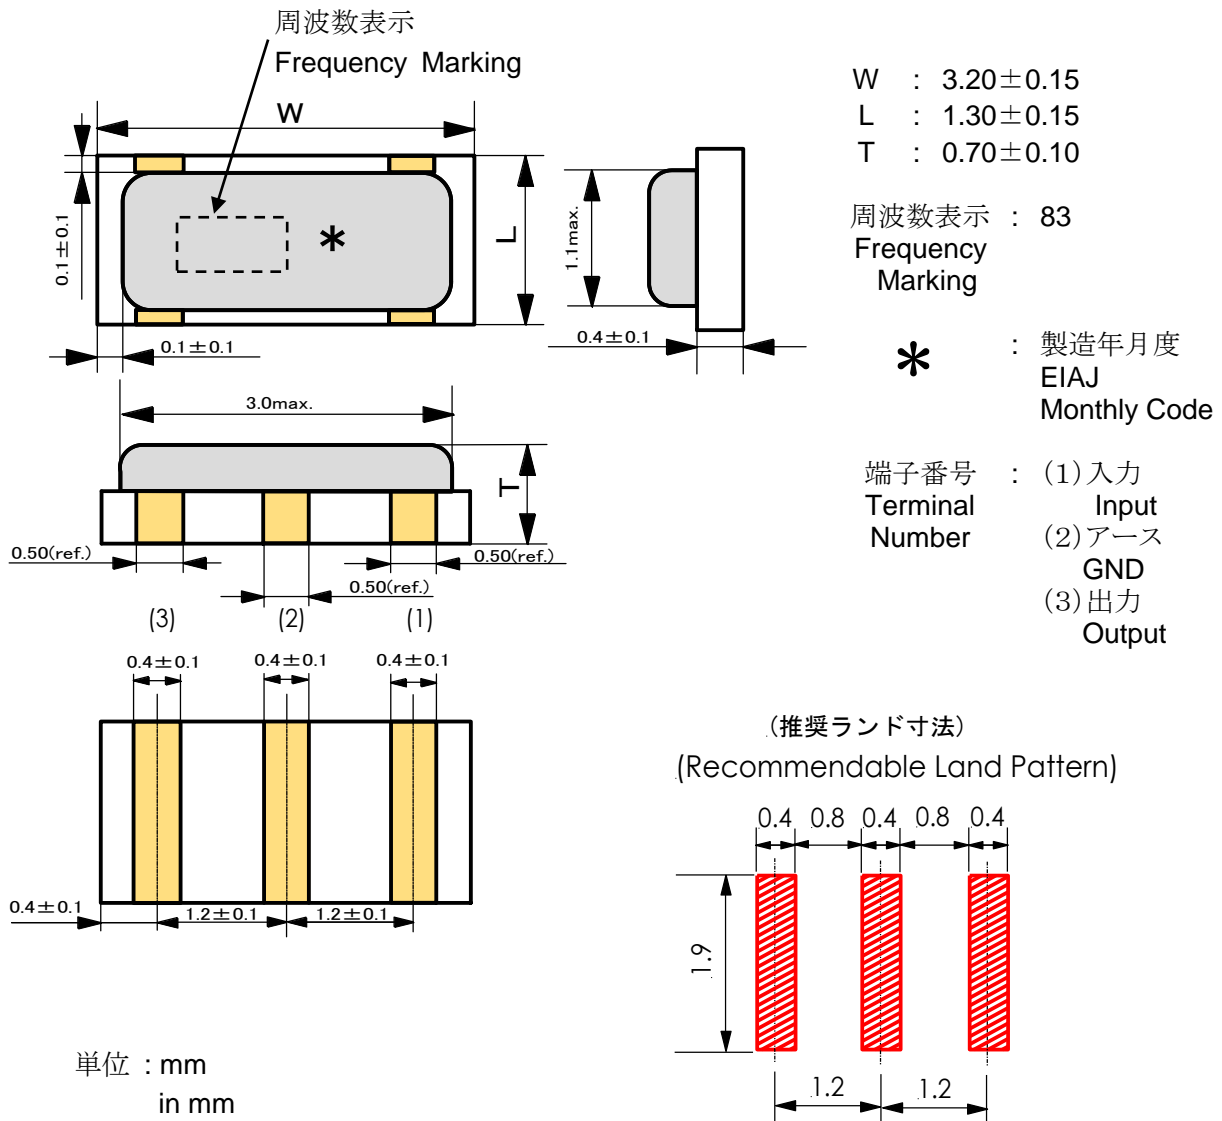 周波数表示
Frequency Marking
W
0.1±0.1
L
0.1±0.1
1.1max.
0.4±0.1
W : 3.20±0.15
L : 1.30±0.15
T : 0.70±0.10
周波数表示 : 83
Frequency
Marking
* : 製造年月度
EIAJ
Monthly Code
端子番号 : (1)入力
Terminal Input
Number (2)アース
GND
(3)出力
Output
3.0max.
T
0.50(ref.)
0.50(ref.)
0.50(ref.)
(3) (2) (1)
0.4±0.1 0.4±0.1 0.4±0.1
0.4±0.1 1.2±0.1 1.2±0.1
(推奨ランド寸法)
(Recommendable Land Pattern)
0.4 0.8 0.4 0.8 0.4
1.9
1.2 1.2
単位 : mm
in mm